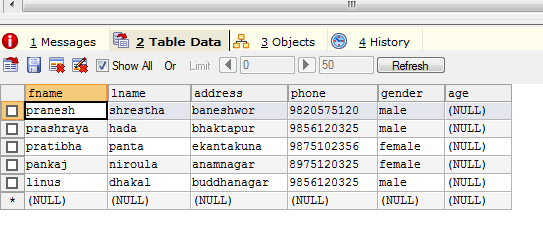 1 Messages 2 Table Data 3 Objects 4 History
Show All Or Limit 0 50 Refresh
fname lname address phone gender age
pranesh shrestha baneshwor 9820575120 male (NULL)
prashraya hada bhaktapur 9856120325 male (NULL)
pratibha panta ekantakuna 9875102356 female (NULL)
pankaj niroula anamnagar 8975120325 female (NULL)
linus dhakal buddhanagar 9856120325 male (NULL)
* (NULL) (NULL) (NULL) (NULL) (NULL) (NULL)